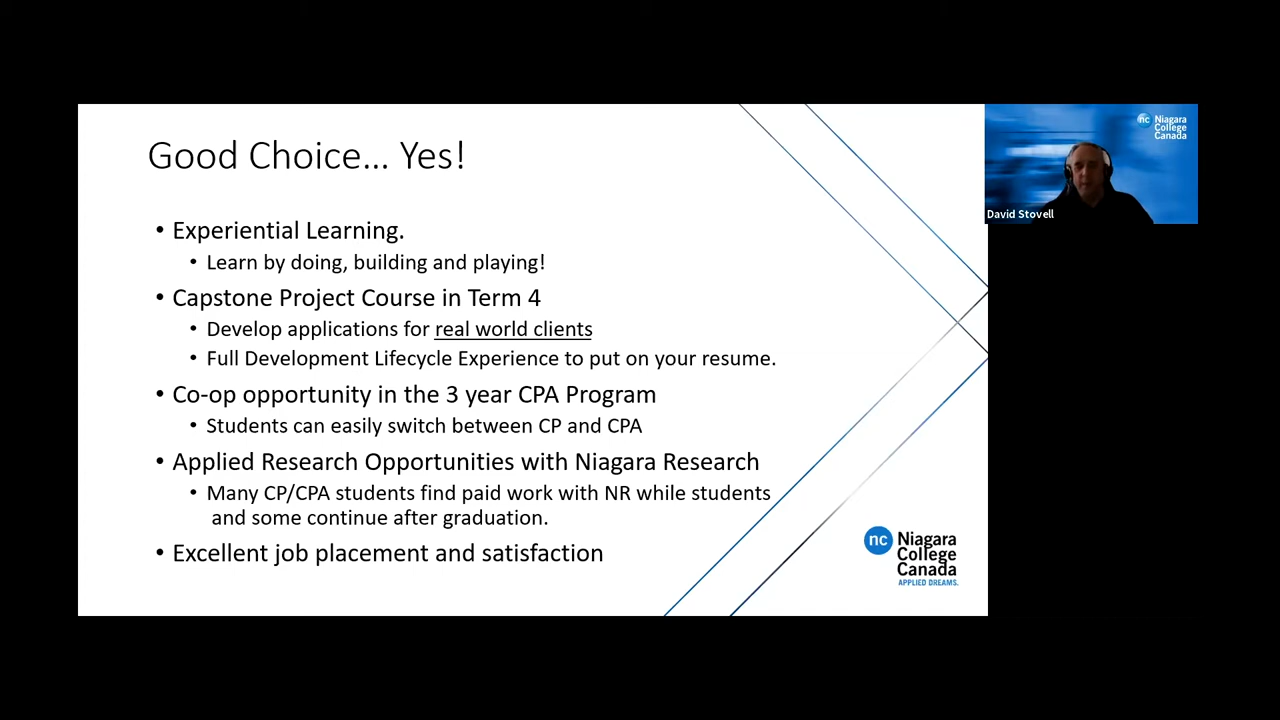 Good Choice... Yes!
• Experiential Learning.
• Learn by doing, building and playing!
• Capstone Project Course in Term 4
• Develop applications for real world clients
• Full Development Lifecycle Experience to put on your resume.
• Co-op opportunity in the 3 year CPA Program
• Students can easily switch between CP and CPA
• Applied Research Opportunities with Niagara Research
• Many CP/CPA students find paid work with NR while students
and some continue after graduation.
• Excellent job placement and satisfaction
nc
Niagara
College
Canada
APPLIED DREAMS.
nc
Niagara
College
Canada
David Stovell